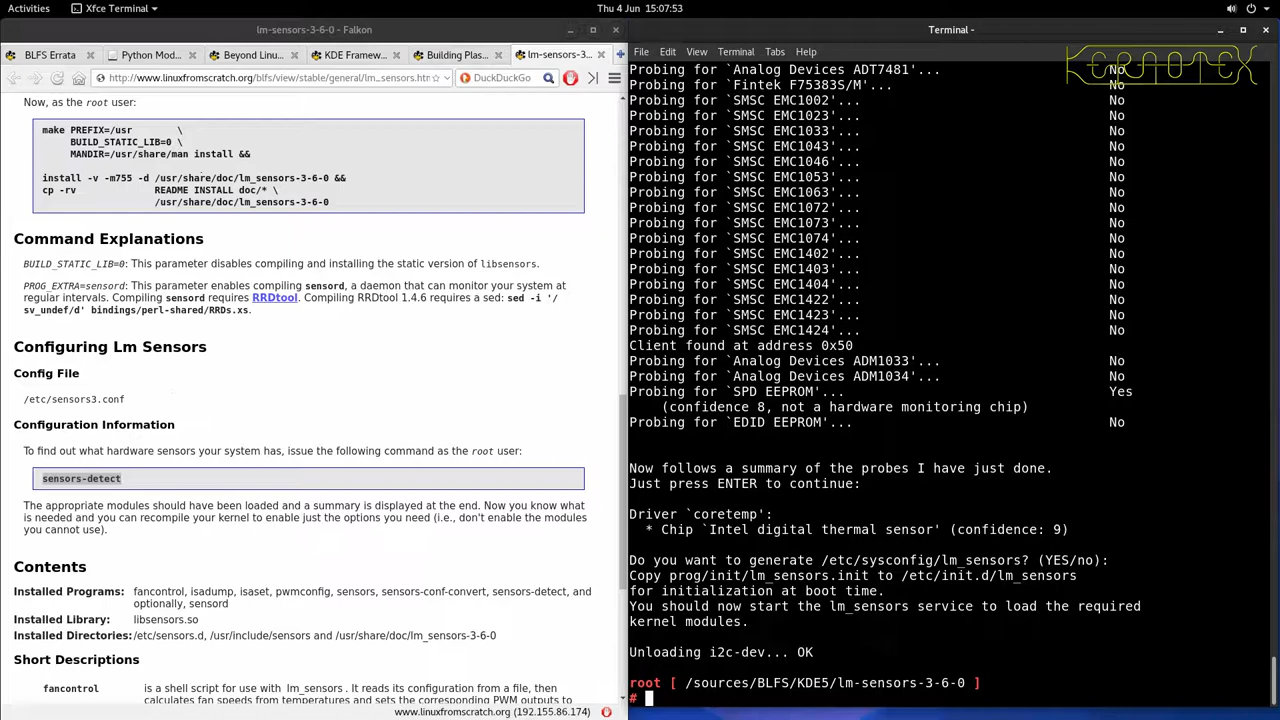 Activities
Xfce Terminal
Thu 4 Jun 15:07:53
lm-sensors-3-6-0 - Falkon
BLFS Errata
Python Mod...
Beyond Linu...
KDE Framew...
Building Plas...
lm-sensors-3...
http://www.linuxfromscratch.org/blfs/view/stable/general/lm_sensors.htm
DuckDuckGo
Now, as the root user:
make PREFIX=/usr \
BUILD_STATIC_LIB=0 \
MANDIR=/usr/share/man install &&
install -v -m755 -d /usr/share/doc/lm_sensors-3-6-0 &&
cp -rv README INSTALL doc/* \
/usr/share/doc/lm_sensors-3-6-0
Command Explanations
BUILD_STATIC_LIB=0: This parameter disables compiling and installing the static version of libsensors.
PROG_EXTRA=sensord: This parameter enables compiling sensord, a daemon that can monitor your system at
regular intervals. Compiling sensord requires RRDtool. Compiling RRDtool 1.4.6 requires a sed: sed -i '/
sv_undef/d' bindings/perl-shared/RRDs.xs.
Configuring Lm Sensors
Config File
/etc/sensors3.conf
Configuration Information
To find out what hardware sensors your system has, issue the following command as the root user:
sensors-detect
The appropriate modules should have been loaded and a summary is displayed at the end. Now you know what
is needed and you can recompile your kernel to enable just the options you need (i.e., don't enable the modules
you cannot use).
Contents
Installed Programs: fancontrol, isadump, isaset, pwmconfig, sensors, sensors-conf-convert, sensors-detect, and
optionally, sensord
Installed Library: libsensors.so
Installed Directories: /etc/sensors.d, /usr/include/sensors and /usr/share/doc/lm_sensors-3-6-0
Short Descriptions
fancontrol is a shell script for use with lm_sensors. It reads its configuration from a file, then
calculates fan speeds from temperatures and sets the corresponding PWM outputs to
www.linuxfromscratch.org (192.155.86.174)
Terminal -
File Edit View Terminal Tabs Help
KERNOTEX
Probing for `Analog Devices ADT7481'... No
Probing for `Fintek F75383S/M'... No
Probing for `SMSC EMC1002'... No
Probing for `SMSC EMC1023'... No
Probing for `SMSC EMC1033'... No
Probing for `SMSC EMC1043'... No
Probing for `SMSC EMC1046'... No
Probing for `SMSC EMC1053'... No
Probing for `SMSC EMC1063'... No
Probing for `SMSC EMC1072'... No
Probing for `SMSC EMC1073'... No
Probing for `SMSC EMC1074'... No
Probing for `SMSC EMC1402'... No
Probing for `SMSC EMC1403'... No
Probing for `SMSC EMC1404'... No
Probing for `SMSC EMC1422'... No
Probing for `SMSC EMC1423'... No
Probing for `SMSC EMC1424'... No
Client found at address 0x50
Probing for `Analog Devices ADM1033'... No
Probing for `Analog Devices ADM1034'... No
Probing for `SPD EEPROM'... Yes
(confidence 8, not a hardware monitoring chip)
Probing for `EDID EEPROM'... No
Now follows a summary of the probes I have just done.
Just press ENTER to continue:
Driver `coretemp':
* Chip `Intel digital thermal sensor' (confidence: 9)
Do you want to generate /etc/sysconfig/lm_sensors? (YES/no):
Copy prog/init/lm_sensors.init to /etc/init.d/lm_sensors
for initialization at boot time.
You should now start the lm_sensors service to load the required
kernel modules.
Unloading i2c-dev... OK
root [ /sources/BLFS/KDE5/lm-sensors-3-6-0 ]
#